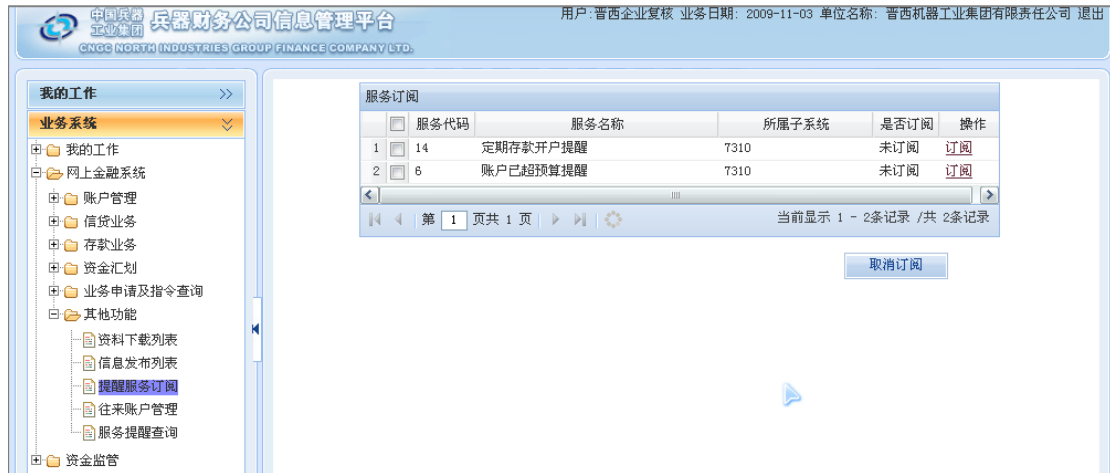 中国兵器
工业集团 兵器财务公司信息管理平台
CNGC NORTH INDUSTRIES GROUP FINANCE COMPANY LTD.
用户:晋西企业复核 业务日期: 2009-11-03 单位名称: 晋西机器工业集团有限责任公司 退出
我的工作
业务系统
我的工作
网上金融系统
账户管理
信贷业务
存款业务
资金汇划
业务申请及指令查询
其他功能
资料下载列表
信息发布列表
提醒服务订阅
往来账户管理
服务提醒查询
资金监管
服务订阅
服务代码 服务名称 所属子系统 是否订阅 操作
1 14 定期存款开户提醒 7310 未订阅 订阅
2 6 账户已超预算提醒 7310 未订阅 订阅
第 1 页共 1 页 当前显示 1 - 2条记录 /共 2条记录
取消订阅